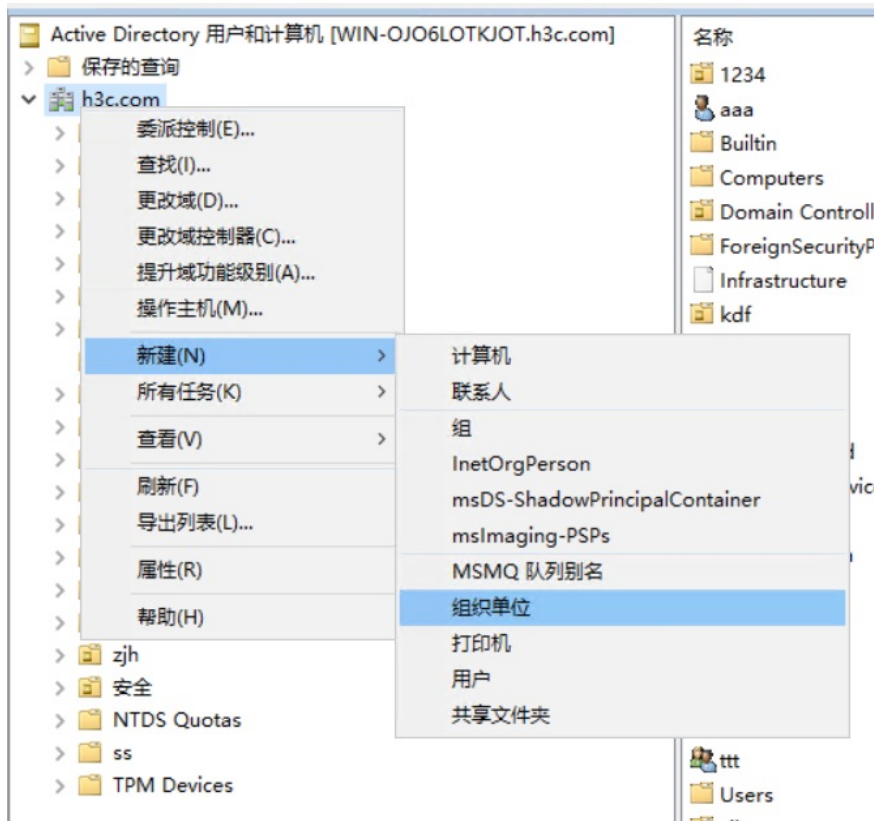 Active Directory 用户和计算机 [WIN-OJO6LOTKJOT.h3c.com]
保存的查询
h3c.com
委派控制(E)...
查找(I)...
更改域(D)...
更改域控制器(C)...
提升域功能级别(A)...
操作主机(M)...
新建(N)
所有任务(K)
查看(V)
刷新(F)
导出列表(L)...
属性(R)
帮助(H)
计算机
联系人
组
InetOrgPerson
msDS-ShadowPrincipalContainer
msImaging-PSPs
MSMQ 队列别名
组织单位
打印机
用户
共享文件夹
zjh
安全
NTDS Quotas
ss
TPM Devices
名称
1234
aaa
Builtin
Computers
Domain Controll
ForeignSecurityP
Infrastructure
kdf
ttt
Users